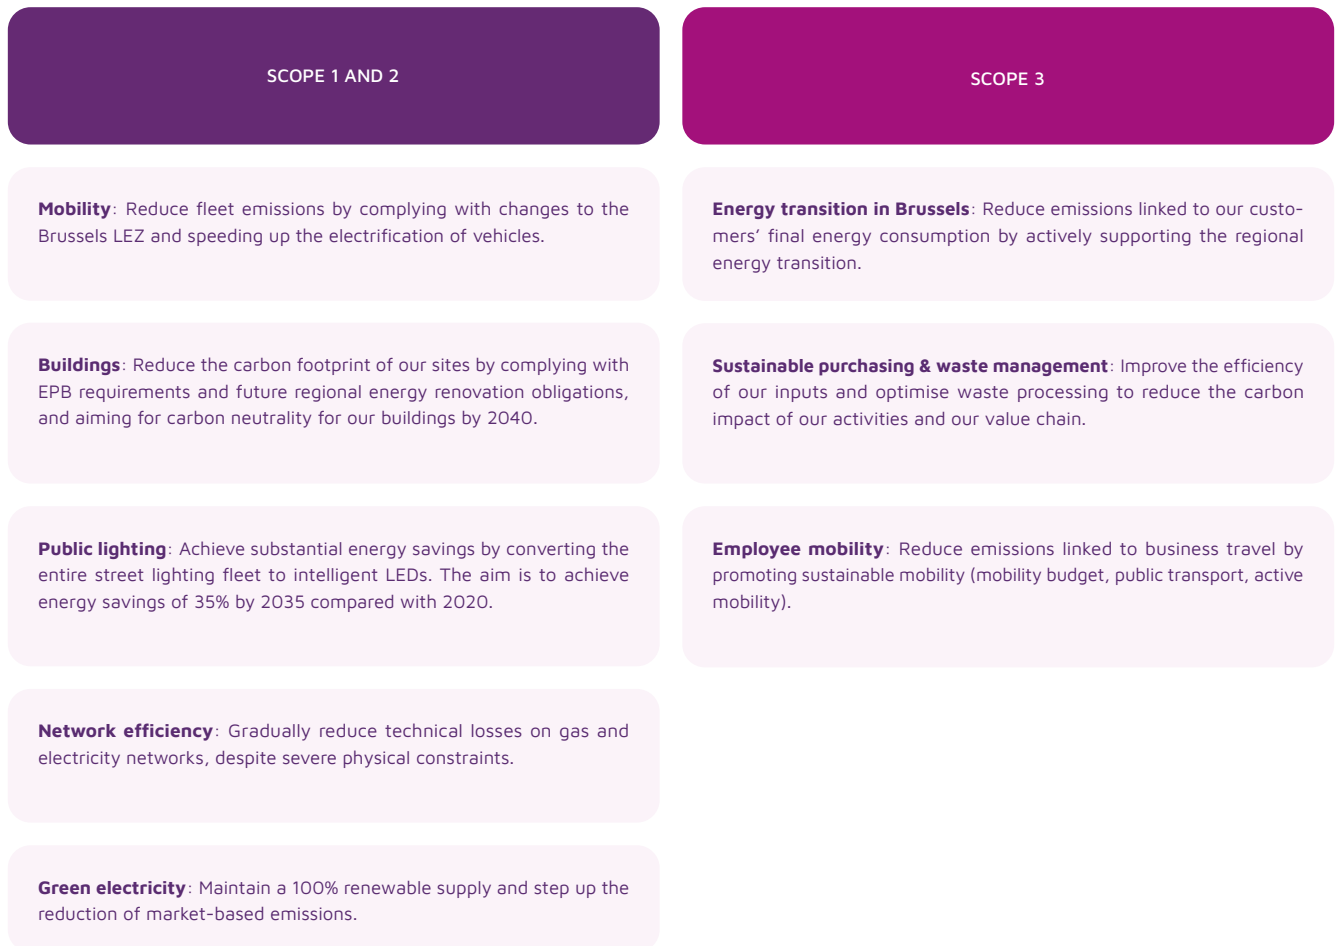 SCOPE 1 AND 2
Mobility: Reduce fleet emissions by complying with changes to the
Brussels LEZ and speeding up the electrification of vehicles.
Buildings: Reduce the carbon footprint of our sites by complying with
EPB requirements and future regional energy renovation obligations,
and aiming for carbon neutrality for our buildings by 2040.
Public lighting: Achieve substantial energy savings by converting the
entire street lighting fleet to intelligent LEDs. The aim is to achieve
energy savings of 35% by 2035 compared with 2020.
Network efficiency: Gradually reduce technical losses on gas and
electricity networks, despite severe physical constraints.
Green electricity: Maintain a 100% renewable supply and step up the
reduction of market-based emissions.
SCOPE 3
Energy transition in Brussels: Reduce emissions linked to our custo-
mers’ final energy consumption by actively supporting the regional
energy transition.
Sustainable purchasing & waste management: Improve the efficiency
of our inputs and optimise waste processing to reduce the carbon
impact of our activities and our value chain.
Employee mobility: Reduce emissions linked to business travel by
promoting sustainable mobility (mobility budget, public transport, active
mobility).